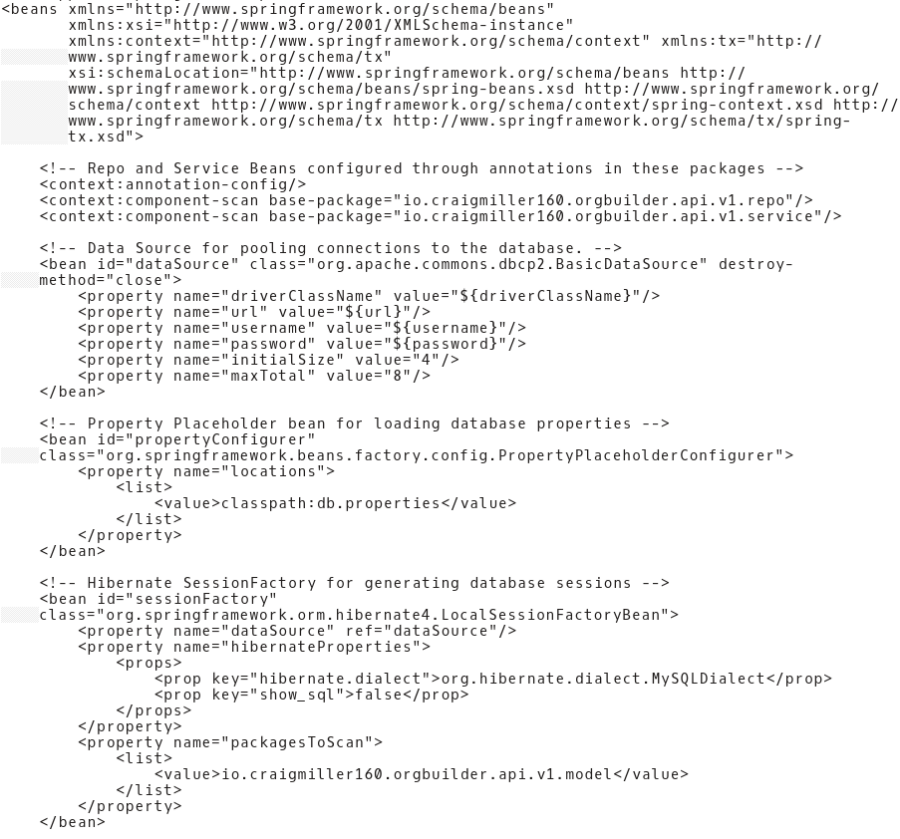 <beans xmlns="http://www.springframework.org/schema/beans"
xmlns:xsi="http://www.w3.org/2001/XMLSchema-instance"
xmlns:context="http://www.springframework.org/schema/context" xmlns:tx="http://
www.springframework.org/schema/tx"
xsi:schemaLocation="http://www.springframework.org/schema/beans http://
www.springframework.org/schema/beans/spring-beans.xsd http://www.springframework.org/
schema/context http://www.springframework.org/schema/context/spring-context.xsd http://
www.springframework.org/schema/tx http://www.springframework.org/schema/tx/spring-
tx.xsd">
<!-- Repo and Service Beans configured through annotations in these packages -->
<context:annotation-config/>
<context:component-scan base-package="io.craigmiller160.orgbuilder.api.v1.repo"/>
<context:component-scan base-package="io.craigmiller160.orgbuilder.api.v1.service"/>
<!-- Data Source for pooling connections to the database. -->
<bean id="dataSource" class="org.apache.commons.dbcp2.BasicDataSource" destroy-
method="close">
<property name="driverClassName" value="${driverClassName}"/>
<property name="url" value="${url}"/>
<property name="username" value="${username}"/>
<property name="password" value="${password}"/>
<property name="initialSize" value="4"/>
<property name="maxTotal" value="8"/>
</bean>
<!-- Property Placeholder bean for loading database properties -->
<bean id="propertyConfigurer"
class="org.springframework.beans.factory.config.PropertyPlaceholderConfigurer">
<property name="locations">
<list>
<value>classpath:db.properties</value>
</list>
</property>
</bean>
<!-- Hibernate SessionFactory for generating database sessions -->
<bean id="sessionFactory"
class="org.springframework.orm.hibernate4.LocalSessionFactoryBean">
<property name="dataSource" ref="dataSource"/>
<property name="hibernateProperties">
<props>
<prop key="hibernate.dialect">org.hibernate.dialect.MySQLDialect</prop>
<prop key="show_sql">false</prop>
</props>
</property>
<property name="packagesToScan">
<list>
<value>io.craigmiller160.orgbuilder.api.v1.model</value>
</list>
</property>
</bean>